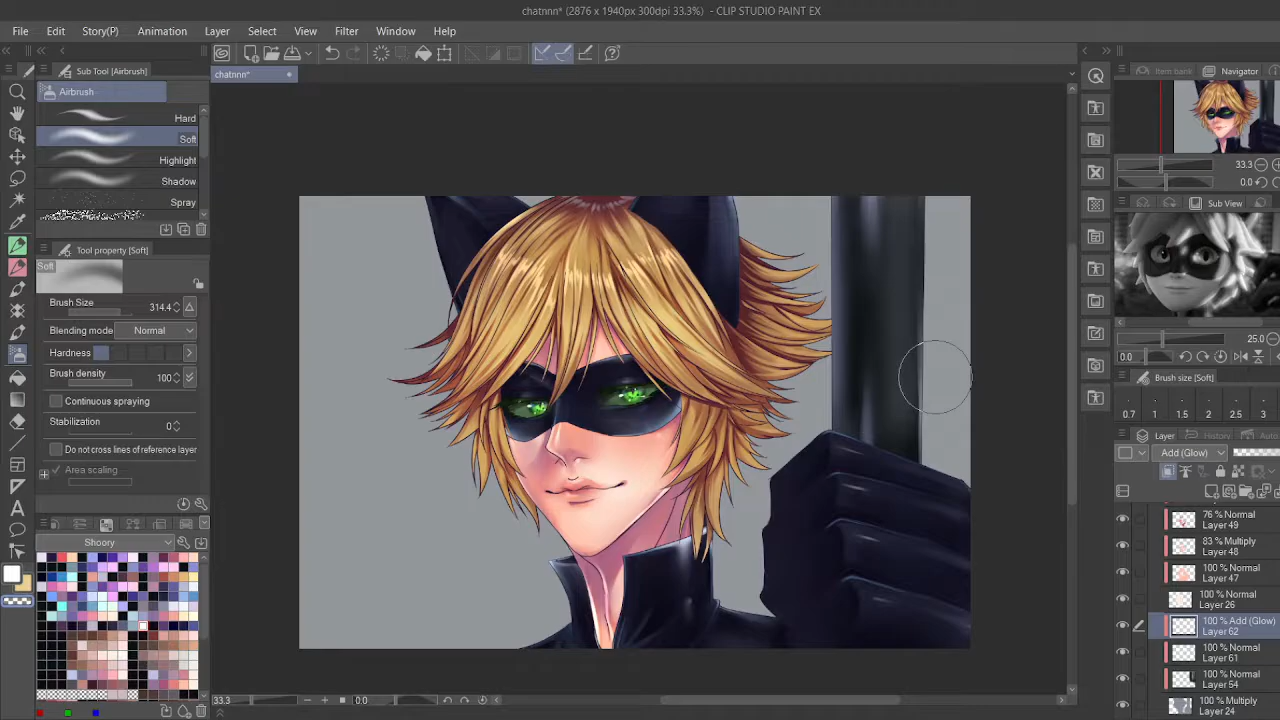 chatnnn* (2876 x 1940px 300dpi 33.3%) - CLIP STUDIO PAINT EX
File Edit Story(P) Animation Layer Select View Filter Window Help
Sub Tool [Airbrush]
chatnnn*
Item bank Navigator
Airbrush
Hard
Soft
Highlight
Shadow
Spray
33.3
0.0
Sub View
Tool property [Soft]
Soft
Brush Size 314.4
Blending mode Normal
Hardness
Brush density 100
Continuous spraying
Stabilization 0
Do not cross lines of reference layer
Area scaling
25.0
0.0
Brush size [Soft]
0.7 1 1.5 2 2.5 3
Layer History Auto
Add (Glow)
76 % Normal
Layer 49
83 % Multiply
Layer 48
100 % Normal
Layer 47
100 % Normal
Layer 26
100 % Add (Glow)
Layer 62
100 % Normal
Layer 61
100 % Normal
Layer 54
100 % Multiply
Layer 24
Shoory
33.3 0.0